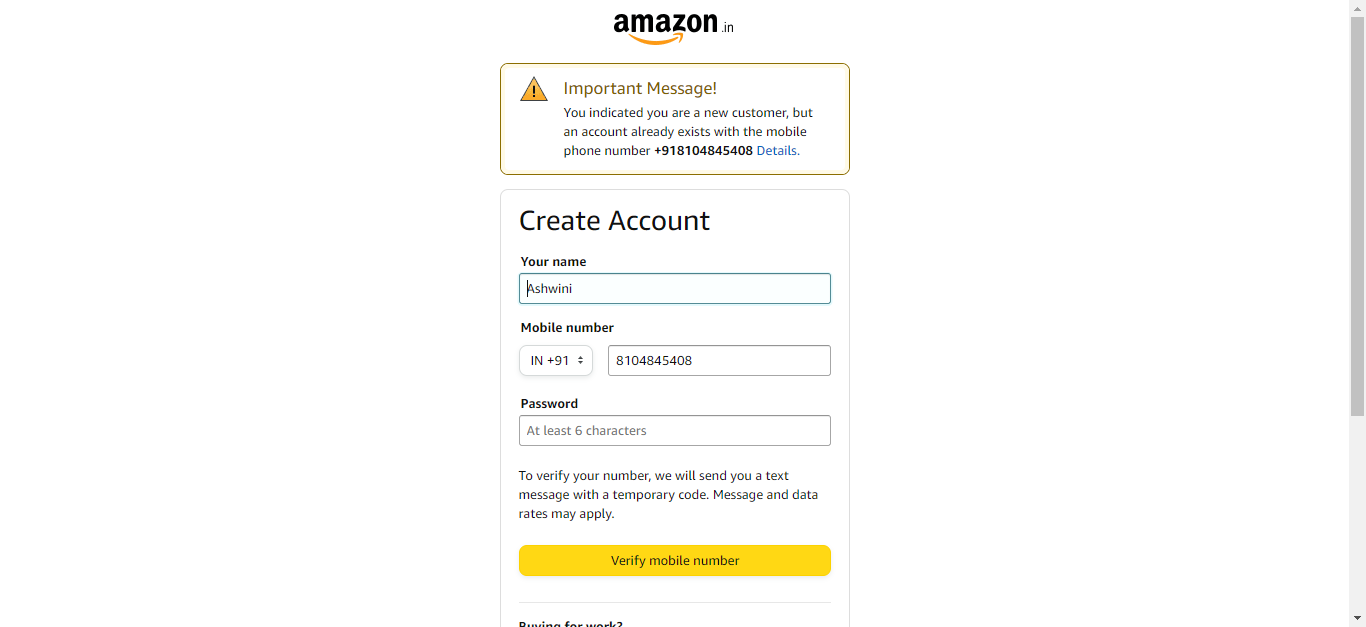 amazon.in
Important Message!
You indicated you are a new customer, but
an account already exists with the mobile
phone number +918104845408 Details.
Create Account
Your name
Ashwini
Mobile number
IN +91 8104845408
Password
At least 6 characters
To verify your number, we will send you a text
message with a temporary code. Message and data
rates may apply.
Verify mobile number
Buying for work?